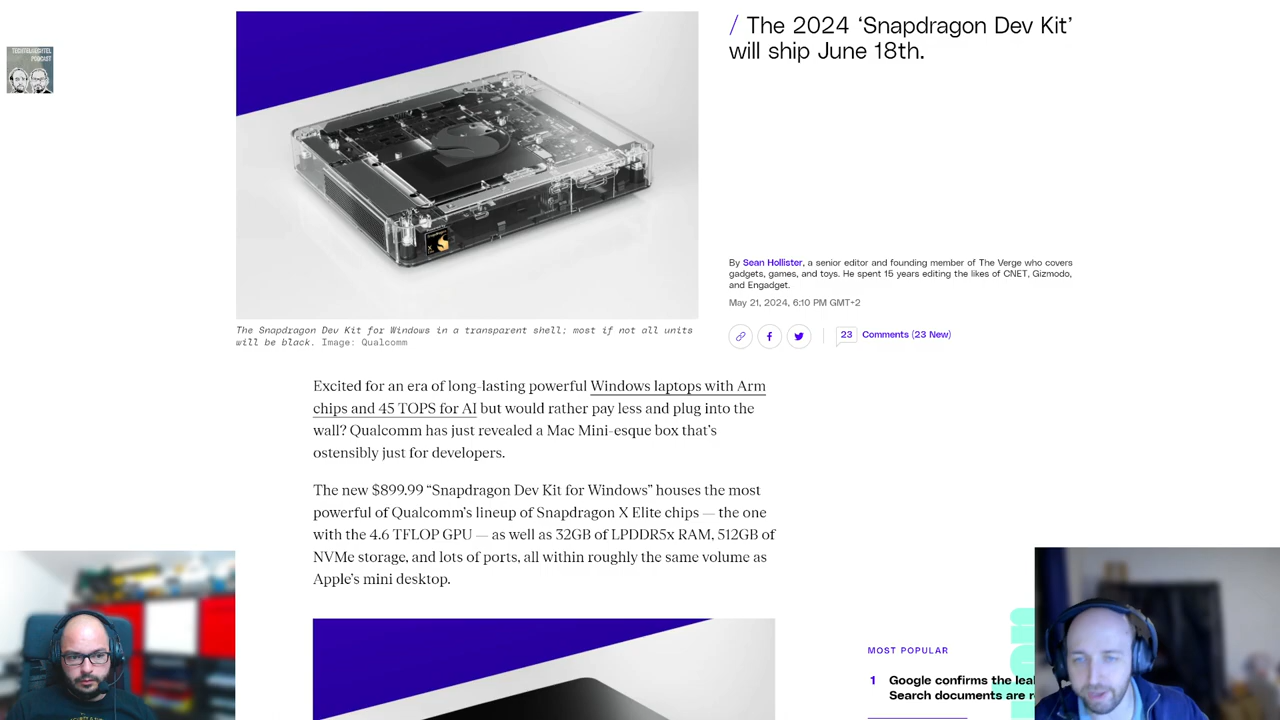 TECHTELMECHTEL
PODCAST
/ The 2024 ‘Snapdragon Dev Kit’
will ship June 18th.
By Sean Hollister, a senior editor and founding member of The Verge who covers
gadgets, games, and toys. He spent 15 years editing the likes of CNET, Gizmodo,
and Engadget.
May 21, 2024, 6:10 PM GMT+2
23 Comments (23 New)
The Snapdragon Dev Kit for Windows in a transparent shell; most if not all units
will be black. Image: Qualcomm
Excited for an era of long-lasting powerful Windows laptops with Arm
chips and 45 TOPS for AI but would rather pay less and plug into the
wall? Qualcomm has just revealed a Mac Mini-esque box that’s
ostensibly just for developers.
The new $899.99 “Snapdragon Dev Kit for Windows” houses the most
powerful of Qualcomm’s lineup of Snapdragon X Elite chips — the one
with the 4.6 TFLOP GPU — as well as 32GB of LPDDR5x RAM, 512GB of
NVMe storage, and lots of ports, all within roughly the same volume as
Apple’s mini desktop.
MOST POPULAR
1 Google confirms the
Search documents are